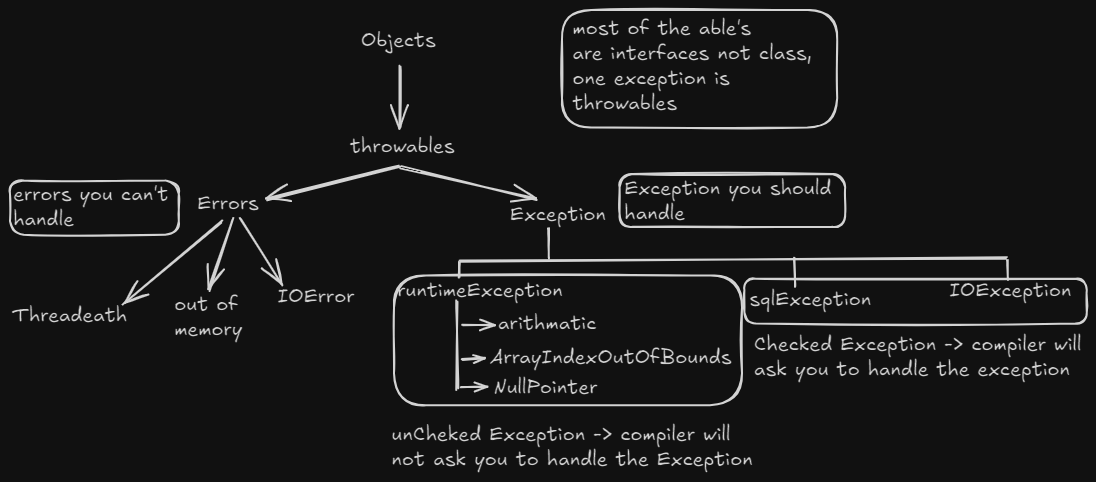 Objects
most of the able's
are interfaces not class,
one exception is
throwables
throwables
errors you can't
handle
Errors
Exception
Exception you should
handle
Threadeath
out of
memory
IOError
runtimeException
arithmatic
ArrayIndexOutOfBounds
NullPointer
sqlException
IOException
Checked Exception -> compiler will
ask you to handle the exception
unCheked Exception -> compiler will
not ask you to handle the Exception